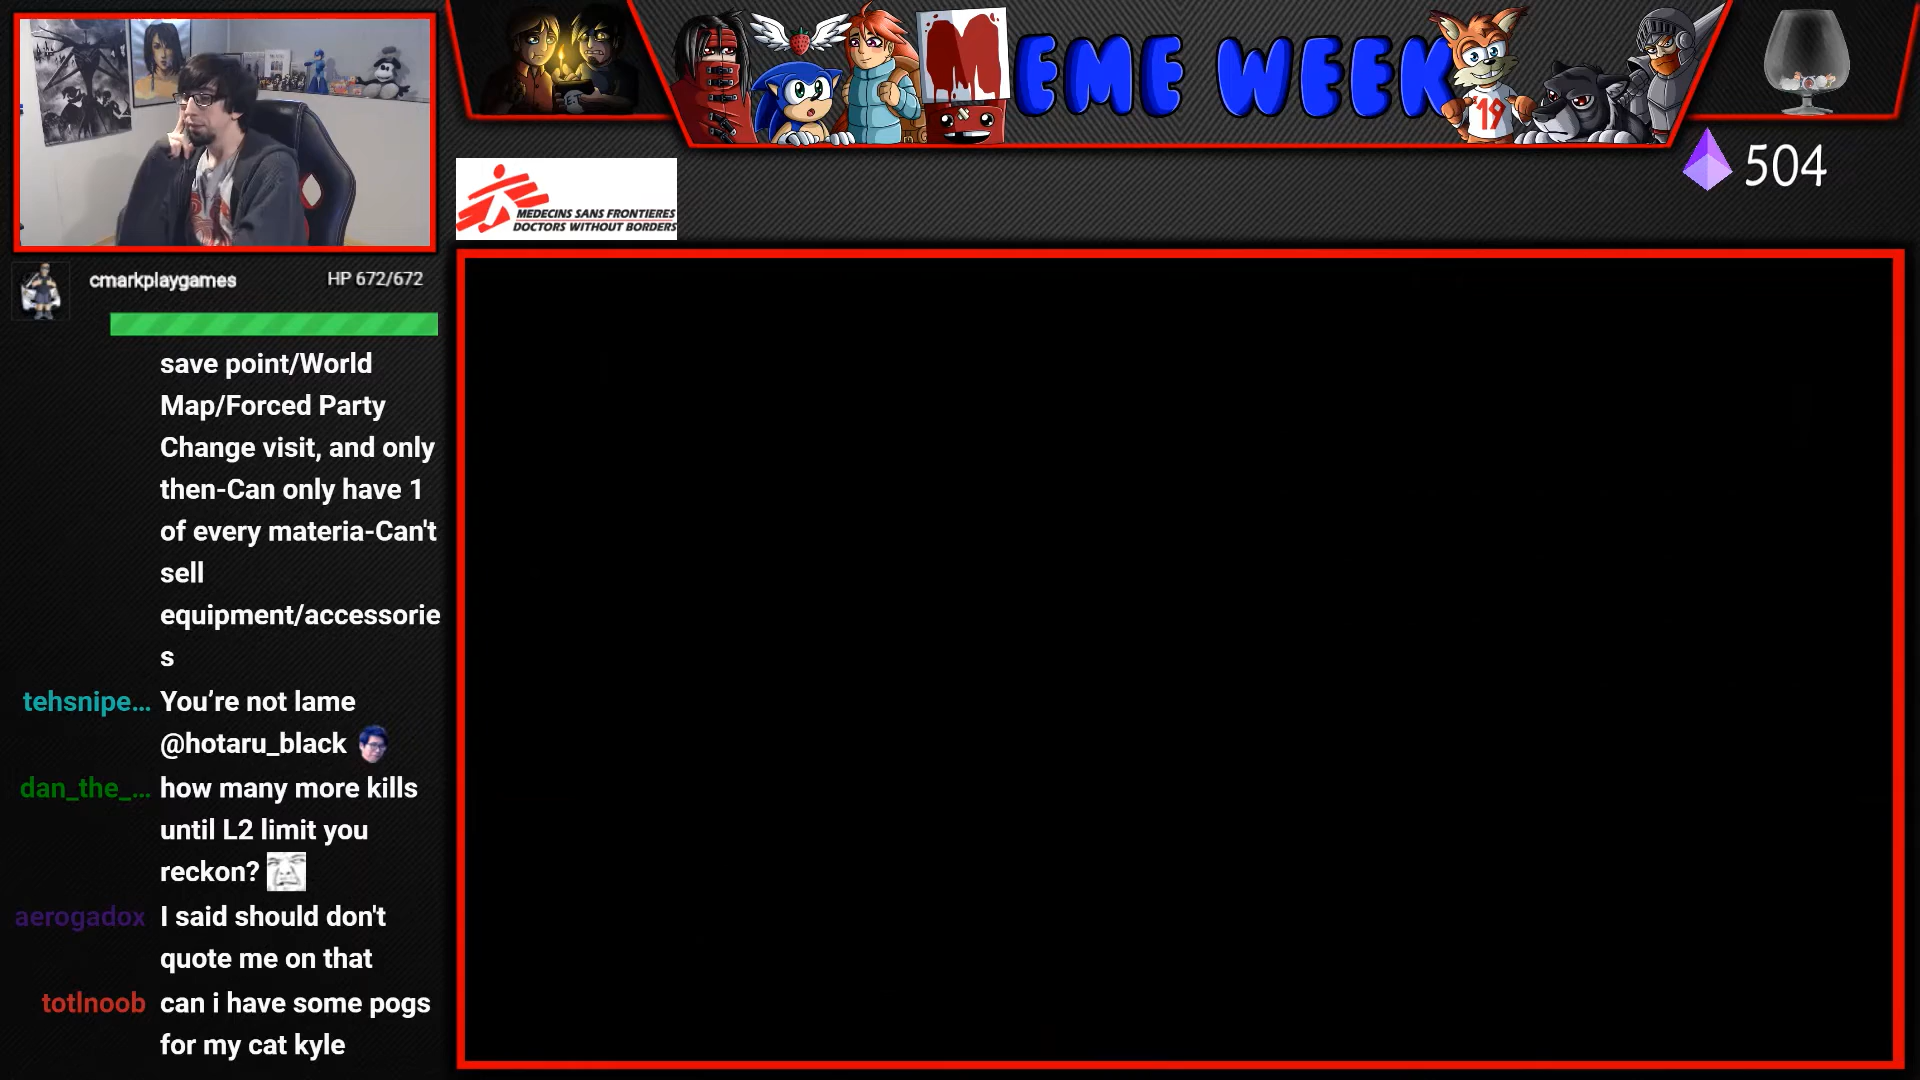 EME WEEK
19
504
MEDECINS SANS FRONTIERES
DOCTORS WITHOUT BORDERS
cmarkplaygames
HP 672/672
save point/World
Map/Forced Party
Change visit, and only
then-Can only have 1
of every materia-Can't
sell
equipment/accessorie
s
tehsnipe… You’re not lame
@hotaru_black
dan_the_… how many more kills
until L2 limit you
reckon?
aerogadox I said should don't
quote me on that
totlnoob can i have some pogs
for my cat kyle